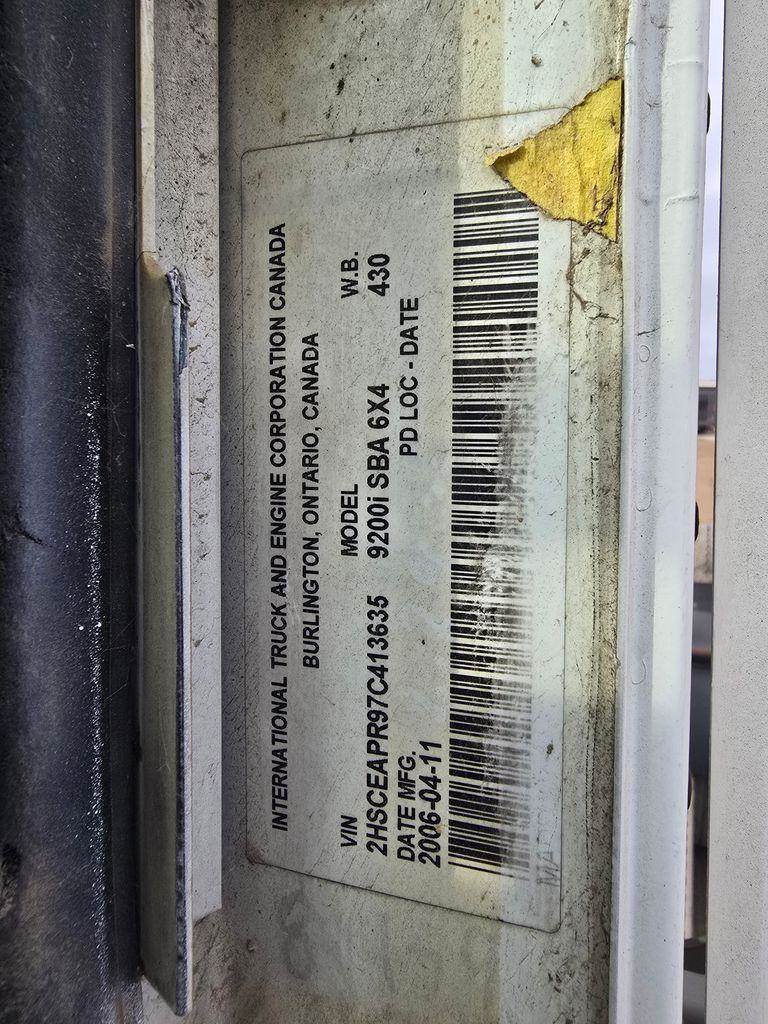 INTERNATIONAL TRUCK AND ENGINE CORPORATION CANADA
BURLINGTON, ONTARIO, CANADA
VIN MODEL W.B.
2HSCEAPR97C413635 9200i SBA 6X4 430
DATE MFG. PD LOC - DATE
2006-04-11